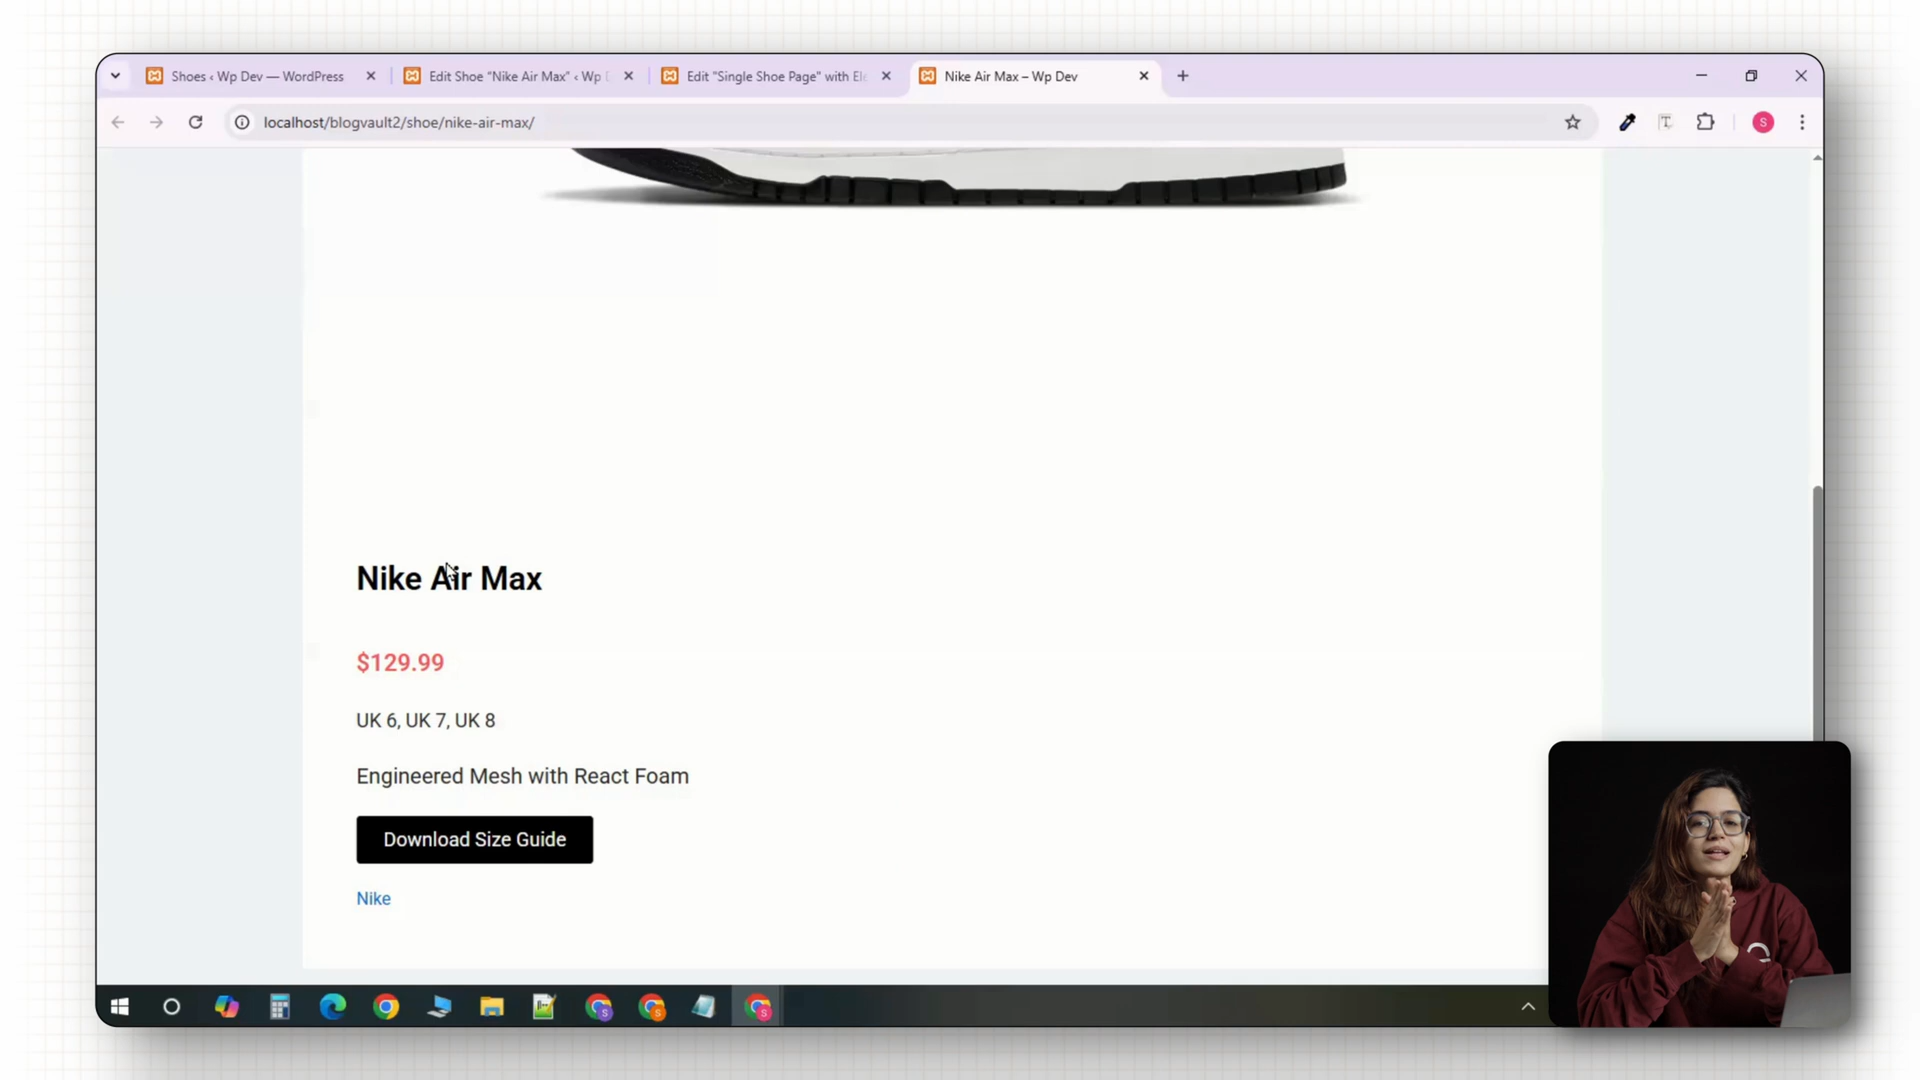 Shoes ‹ Wp Dev — WordPress
Edit Shoe "Nike Air Max" ‹ Wp
Edit "Single Shoe Page" with Ele
Nike Air Max – Wp Dev
localhost/blogvault2/shoe/nike-air-max/
S
Nike Air Max
$129.99
UK 6, UK 7, UK 8
Engineered Mesh with React Foam
Download Size Guide
Nike